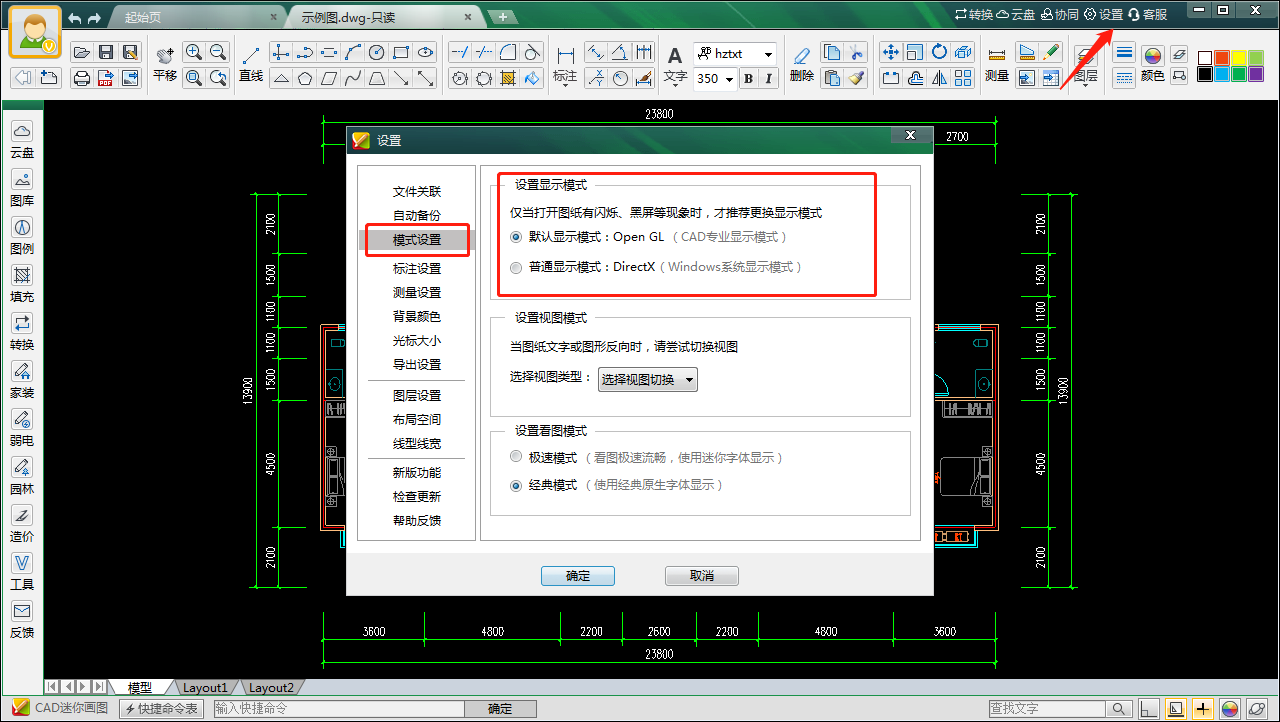 起始页
示例图.dwg-只读
转换 云盘 协同 设置 客服
平移
直线
标注
文字
hztxt
350
B I
删除
测量
图层
颜色
PDF
云盘
图库
图例
填充
转换
家装
弱电
园林
造价
工具
反馈
23800
2700
2100
1500
1100
1100
1500
13900
4500
2100
2100
1500
1100
1100
1500
13900
4500
2100
设置
文件关联
自动备份
模式设置
标注设置
测量设置
背景颜色
光标大小
导出设置
图层设置
布局空间
线型线宽
新版功能
检查更新
帮助反馈
设置显示模式
仅当打开图纸有闪烁、黑屏等现象时，才推荐更换显示模式
默认显示模式：Open GL （CAD专业显示模式）
普通显示模式：DirectX（Windows系统显示模式）
设置视图模式
当图纸文字或图形反向时，请尝试切换视图
选择视图类型： 选择视图切换
设置看图模式
极速模式 （看图极速流畅，使用迷你字体显示）
经典模式 （使用经典原生字体显示）
确定 取消
3600 4800 2200 2600 2200 4800 3600
23800
模型 Layout1 Layout2
CAD迷你画图 快捷命令表 输入快捷命令 确定 查找文字